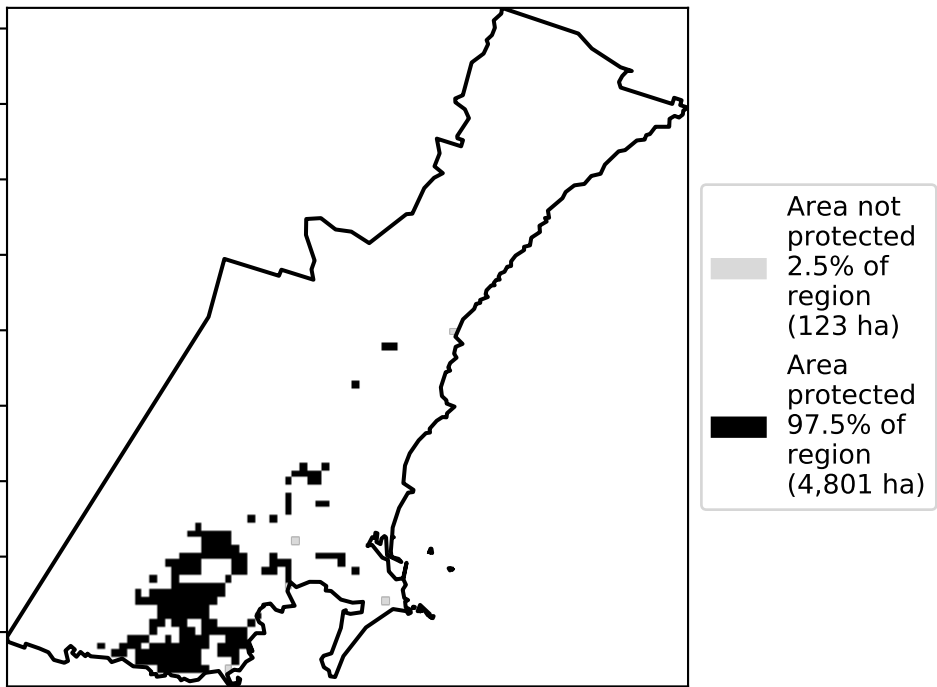 Area not
protected
2.5% of
region
(123 ha)
Area
protected
97.5% of
region
(4,801 ha)